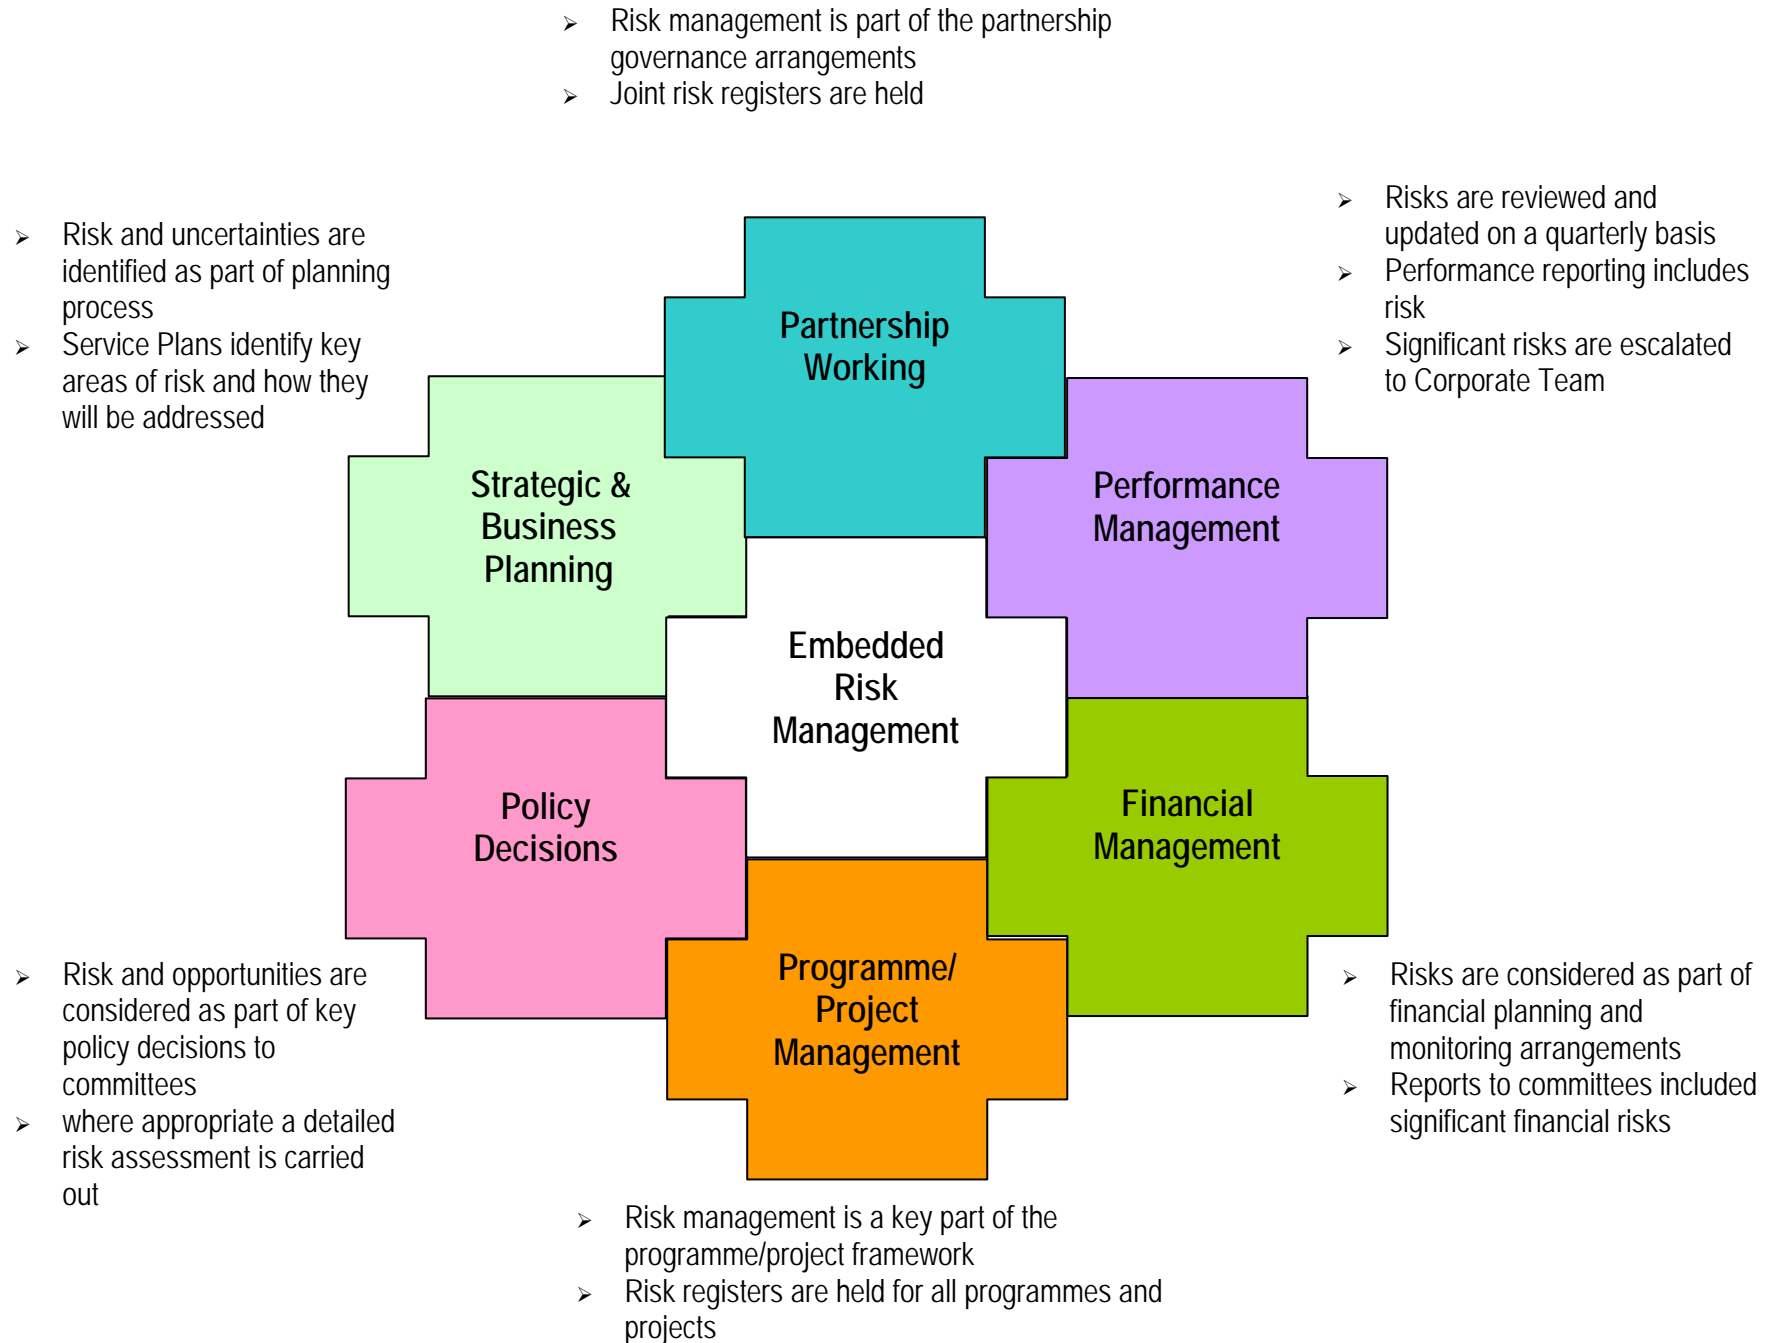 ➢ Risk management is part of the partnership
governance arrangements
➢ Joint risk registers are held
➢ Risk and uncertainties are
identified as part of planning
process
➢ Service Plans identify key
areas of risk and how they
will be addressed
➢ Risks are reviewed and
updated on a quarterly basis
➢ Performance reporting includes
risk
➢ Significant risks are escalated
to Corporate Team
Partnership
Working
Strategic &
Business
Planning
Performance
Management
Embedded
Risk
Management
Policy
Decisions
Financial
Management
Programme/
Project
Management
➢ Risk and opportunities are
considered as part of key
policy decisions to
committees
➢ where appropriate a detailed
risk assessment is carried
out
➢ Risks are considered as part of
financial planning and
monitoring arrangements
➢ Reports to committees included
significant financial risks
➢ Risk management is a key part of the
programme/project framework
➢ Risk registers are held for all programmes and
projects